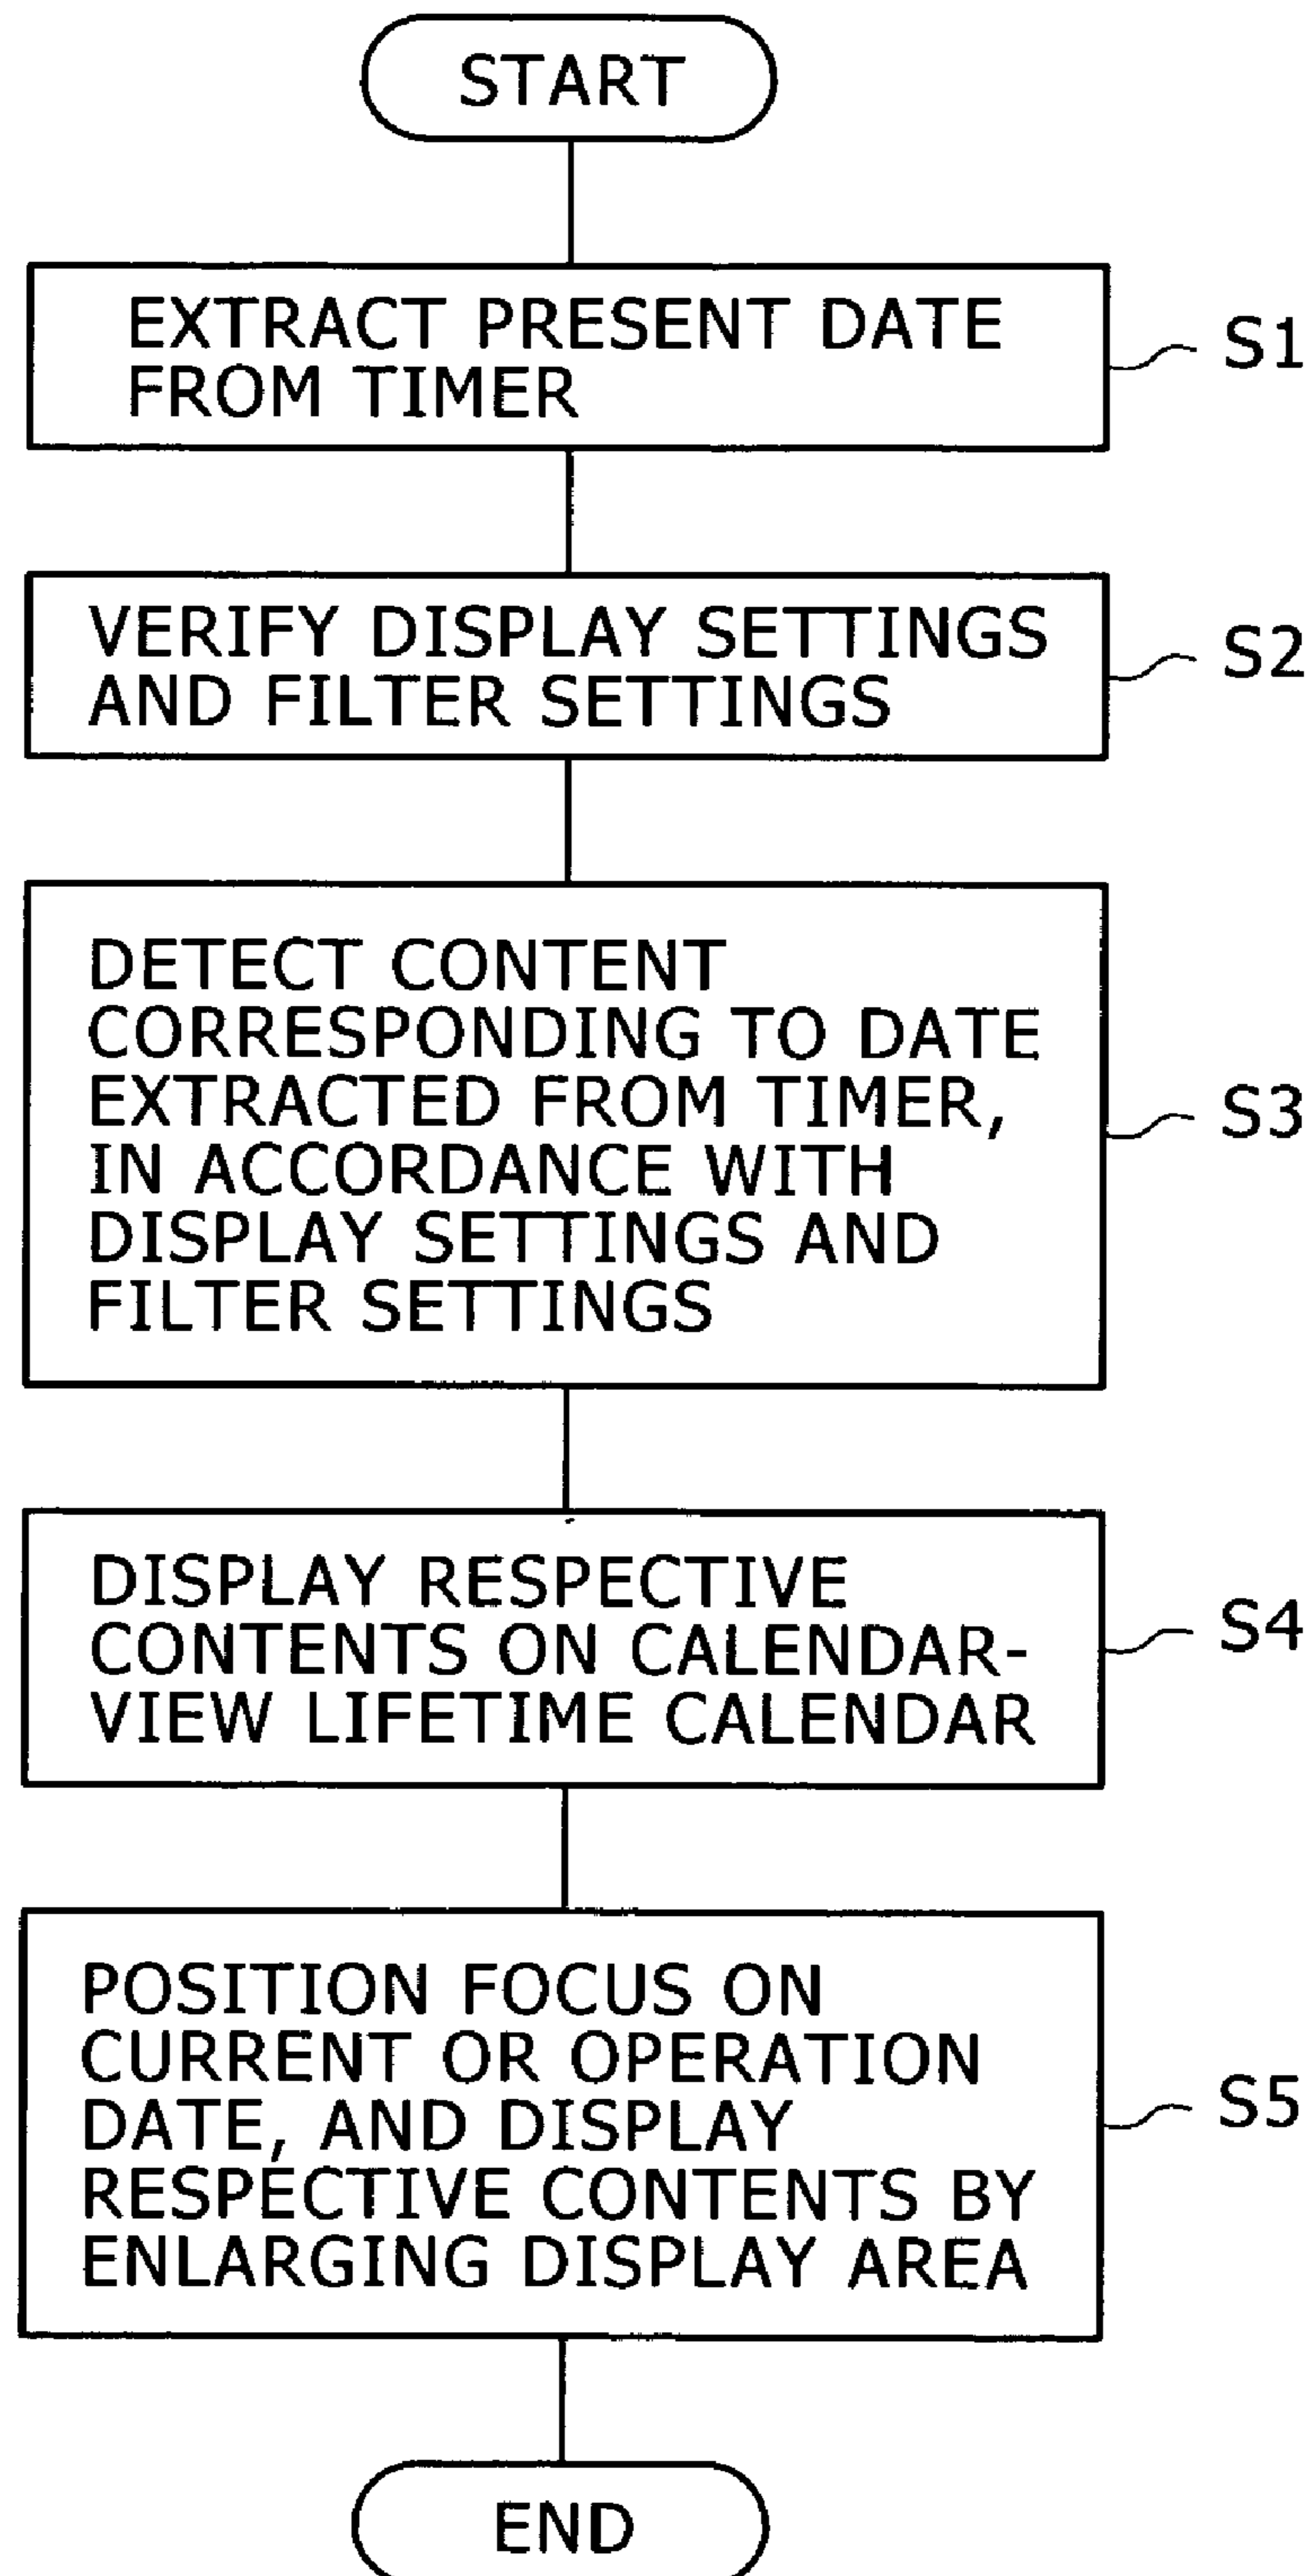 START
EXTRACT PRESENT DATE
FROM TIMER
S1
VERIFY DISPLAY SETTINGS
AND FILTER SETTINGS
S2
DETECT CONTENT
CORRESPONDING TO DATE
EXTRACTED FROM TIMER,
IN ACCORDANCE WITH
DISPLAY SETTINGS AND
FILTER SETTINGS
S3
DISPLAY RESPECTIVE
CONTENTS ON CALENDAR-
VIEW LIFETIME CALENDAR
S4
POSITION FOCUS ON
CURRENT OR OPERATION
DATE, AND DISPLAY
RESPECTIVE CONTENTS BY
ENLARGING DISPLAY AREA
S5
END